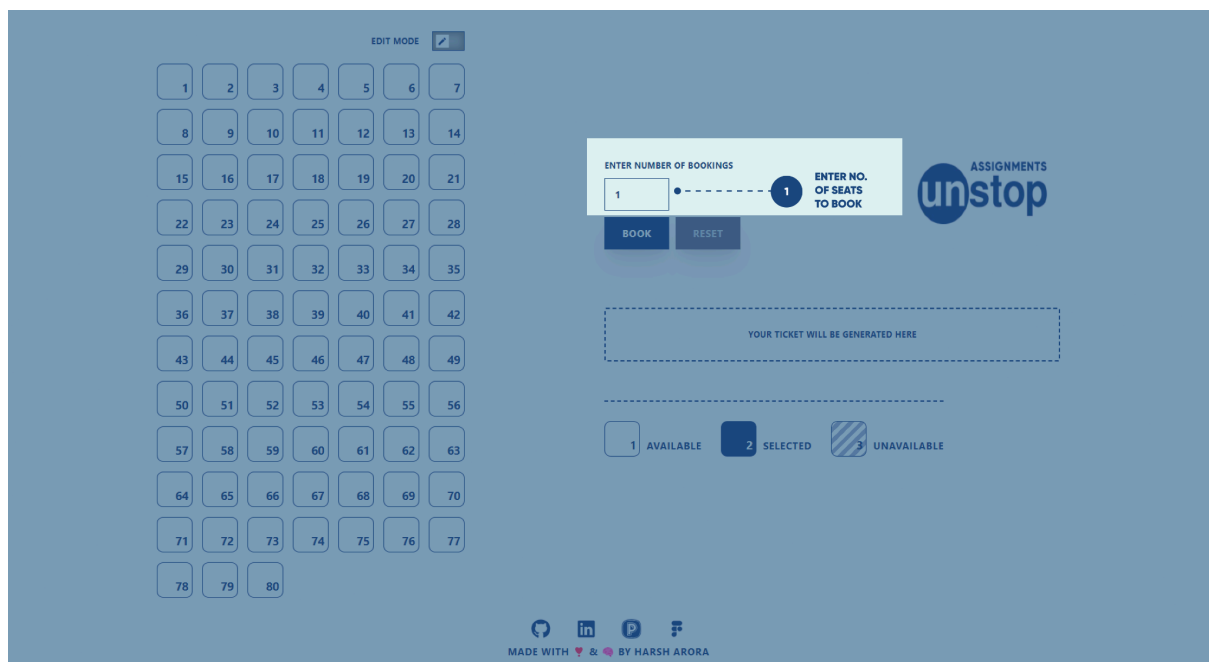 EDIT MODE
1 2 3 4 5 6 7
8 9 10 11 12 13 14
15 16 17 18 19 20 21
22 23 24 25 26 27 28
29 30 31 32 33 34 35
36 37 38 39 40 41 42
43 44 45 46 47 48 49
50 51 52 53 54 55 56
57 58 59 60 61 62 63
64 65 66 67 68 69 70
71 72 73 74 75 76 77
78 79 80
ENTER NUMBER OF BOOKINGS
1
1
ENTER NO.
OF SEATS
TO BOOK
ASSIGNMENTS
unstop
BOOK RESET
YOUR TICKET WILL BE GENERATED HERE
1 AVAILABLE 2 SELECTED 3 UNAVAILABLE
in P
MADE WITH & BY HARSH ARORA